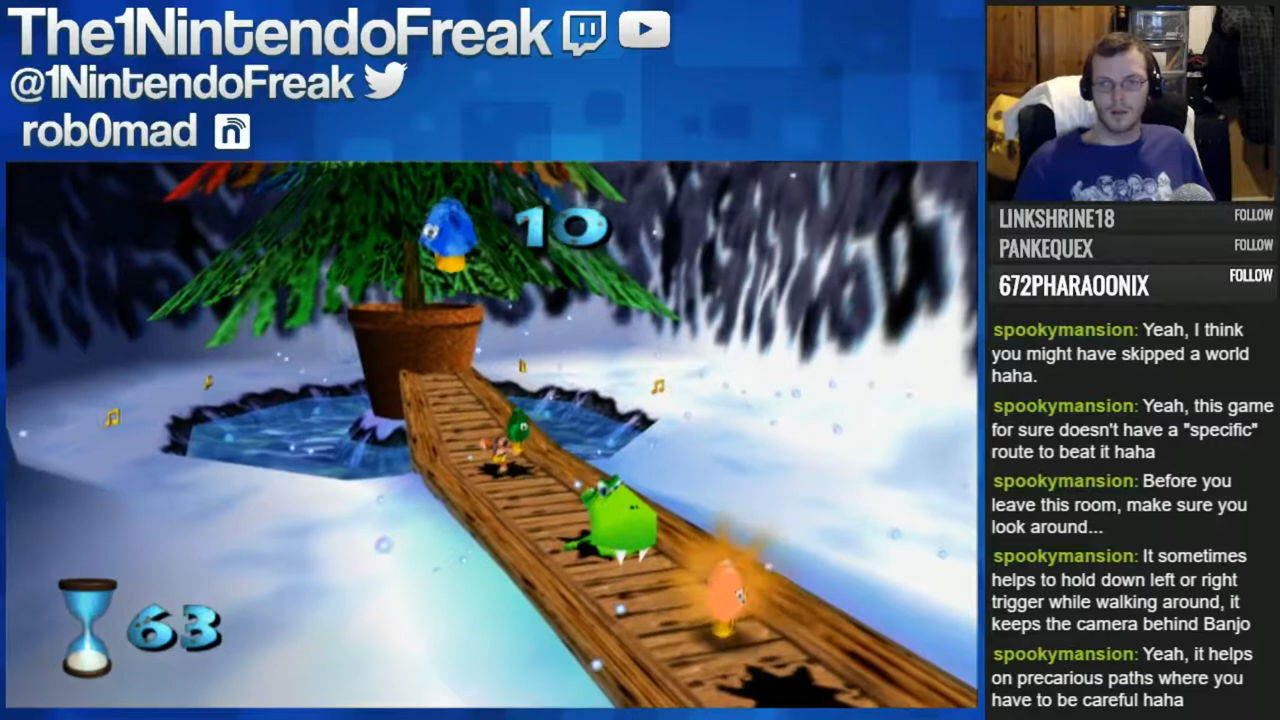 The1NintendoFreak
@1NintendoFreak
rob0mad
10
63
LINKSHRINE18 FOLLOW
PANKEQUEX FOLLOW
672PHARAOONIX FOLLOW
spookymansion: Yeah, I think
you might have skipped a world
haha.
spookymansion: Yeah, this game
for sure doesn't have a "specific"
route to beat it haha
spookymansion: Before you
leave this room, make sure you
look around...
spookymansion: It sometimes
helps to hold down left or right
trigger while walking around, it
keeps the camera behind Banjo
spookymansion: Yeah, it helps
on precarious paths where you
have to be careful haha